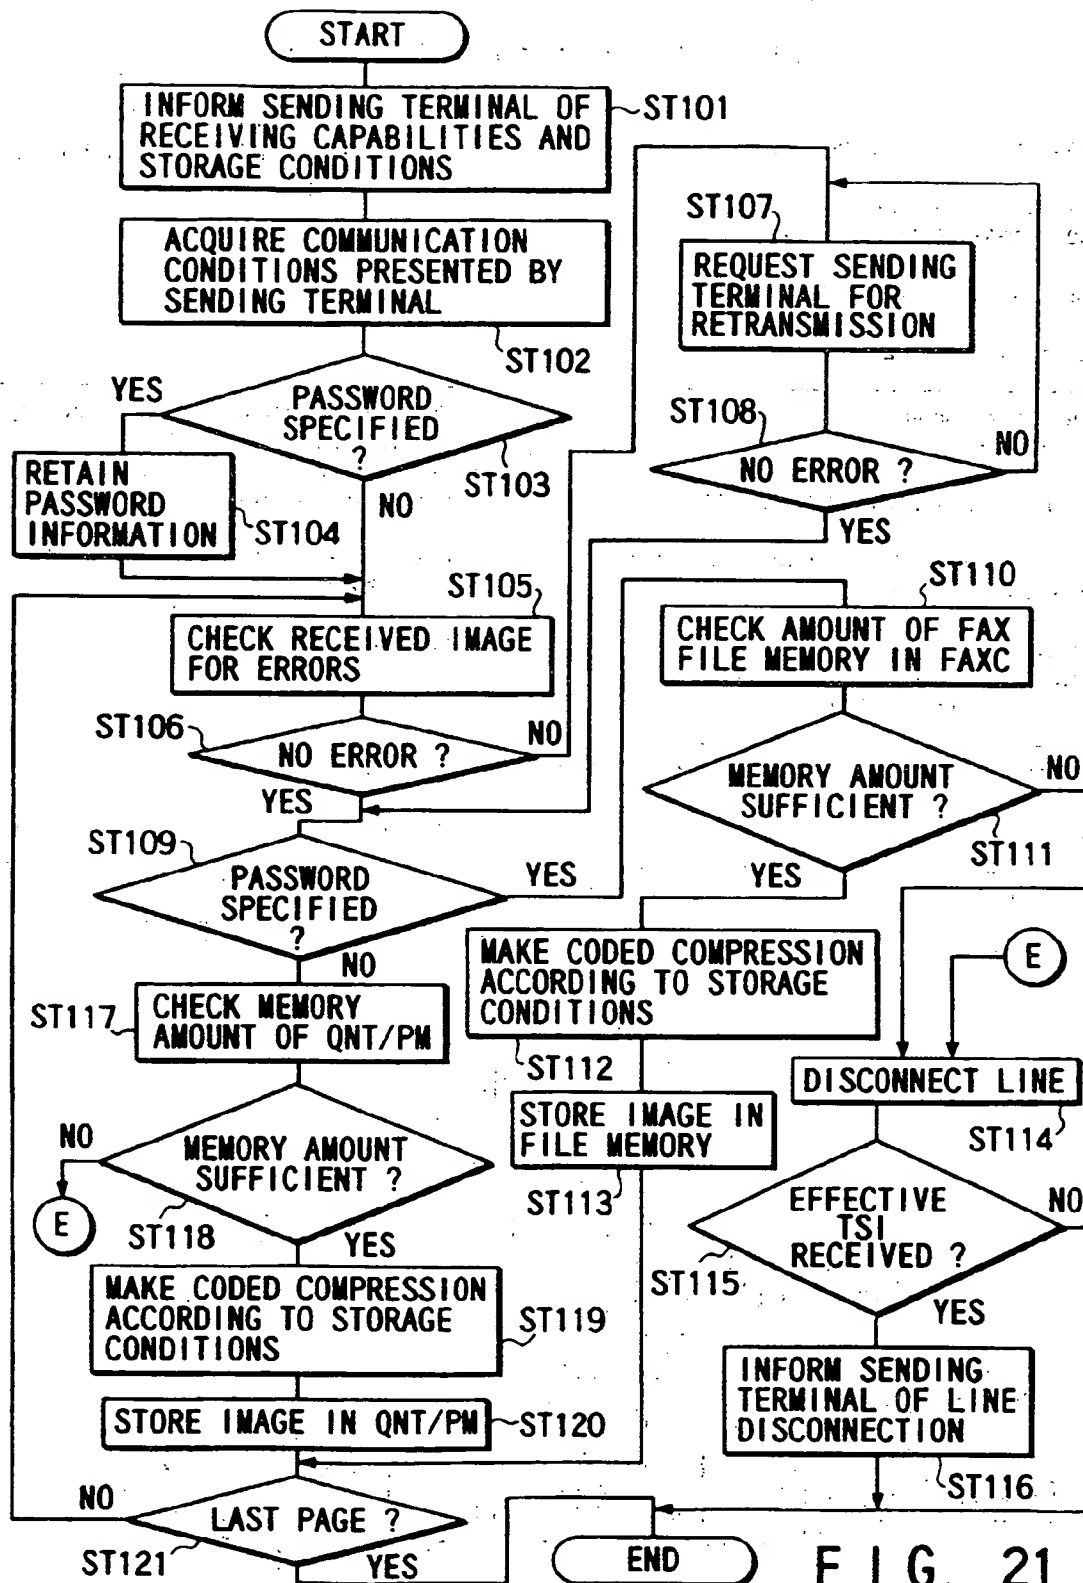 START
INFORM SENDING TERMINAL OF
RECEIVING CAPABILITIES AND
STORAGE CONDITIONS
ST101
ACQUIRE COMMUNICATION
CONDITIONS PRESENTED BY
SENDING TERMINAL
ST102
YES
PASSWORD
SPECIFIED
?
ST103
NO
RETAIN
PASSWORD
INFORMATION
ST104
ST105
CHECK RECEIVED IMAGE
FOR ERRORS
ST106
NO ERROR ?
NO
YES
ST107
REQUEST SENDING
TERMINAL FOR
RETRANSMISSION
ST108
NO ERROR ?
NO
YES
ST109
PASSWORD
SPECIFIED
?
YES
NO
ST110
CHECK AMOUNT OF FAX
FILE MEMORY IN FAXC
MEMORY AMOUNT
SUFFICIENT ?
NO
ST111
YES
MAKE CODED COMPRESSION
ACCORDING TO STORAGE
CONDITIONS
ST112
STORE IMAGE IN
FILE MEMORY
ST113
E
DISCONNECT LINE
ST114
EFFECTIVE
TSI
RECEIVED ?
NO
ST115
YES
INFORM SENDING
TERMINAL OF LINE
DISCONNECTION
ST116
ST117
CHECK MEMORY
AMOUNT OF QNT/PM
NO
MEMORY AMOUNT
SUFFICIENT ?
E
ST118
YES
MAKE CODED COMPRESSION
ACCORDING TO STORAGE
CONDITIONS
ST119
STORE IMAGE IN QNT/PM
ST120
NO
LAST PAGE ?
ST121
YES
END
FIG. 21